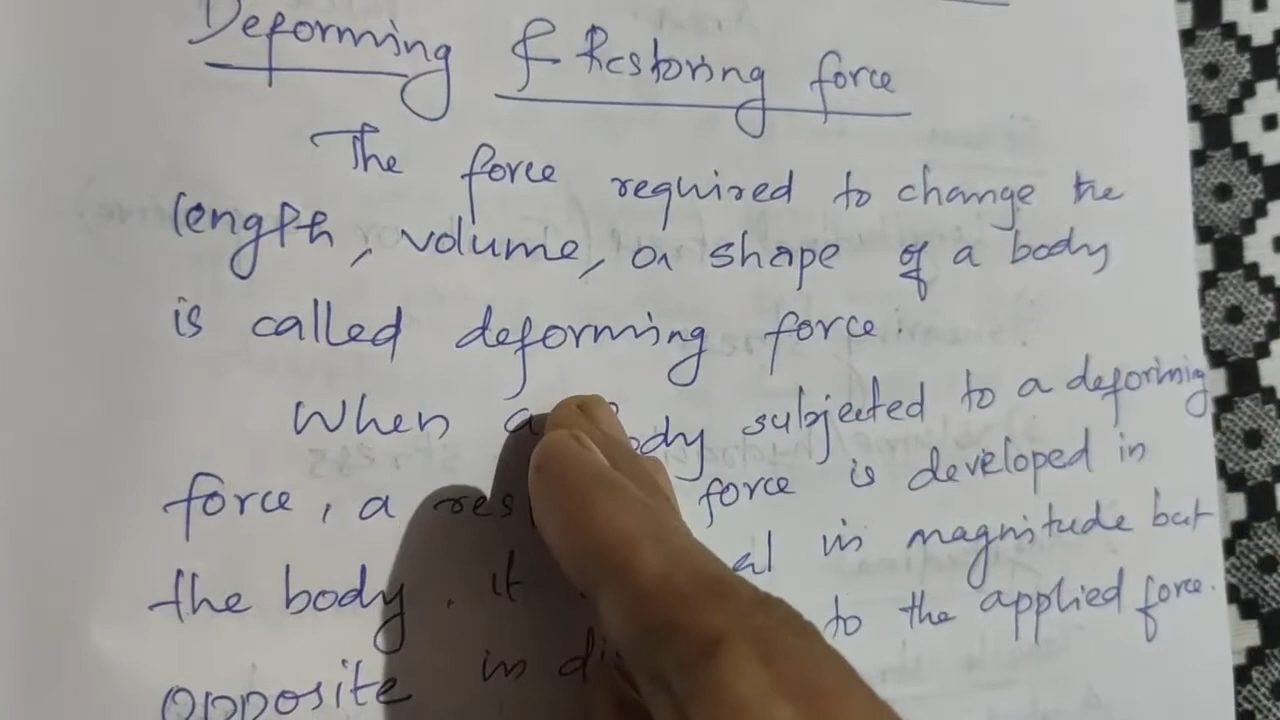 Deforming & Restoring force
The force required to change the
length, volume, or shape of a body
is called deforming force.
When a body subjected to a deforming
force, a force is developed in
the body. it in magnitude but
opposite in to the applied force.